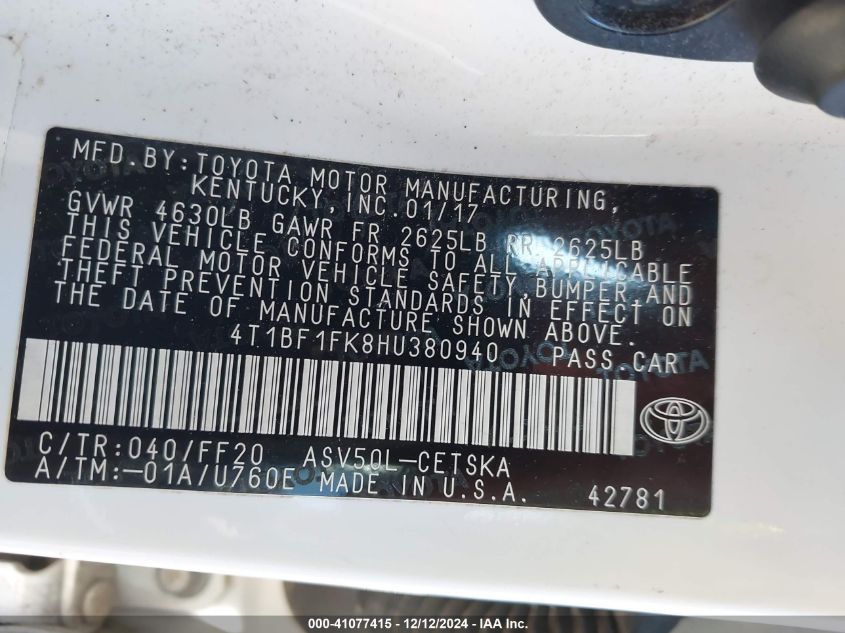 MFD.BY:TOYOTA MOTOR MANUFACTURING,
KENTUCKY,INC.01/17
GVWR 4630LB GAWR FR 2625LB RR 2625LB
THIS VEHICLE CONFORMS TO ALL APPLICABLE
FEDERAL MOTOR VEHICLE SAFETY,BUMPER,AND
THEFT PREVENTION STANDARDS IN EFFECT ON
THE DATE OF MANUFACTURE SHOWN ABOVE.
4T1BF1FK8HU380940 PASS CAR
C/TR:040/FF20 ASV50L-CETSKA
A/TM:-01A/U760E MADE IN U.S.A. 42781
000-41077415 - 12/12/2024 - IAA Inc.